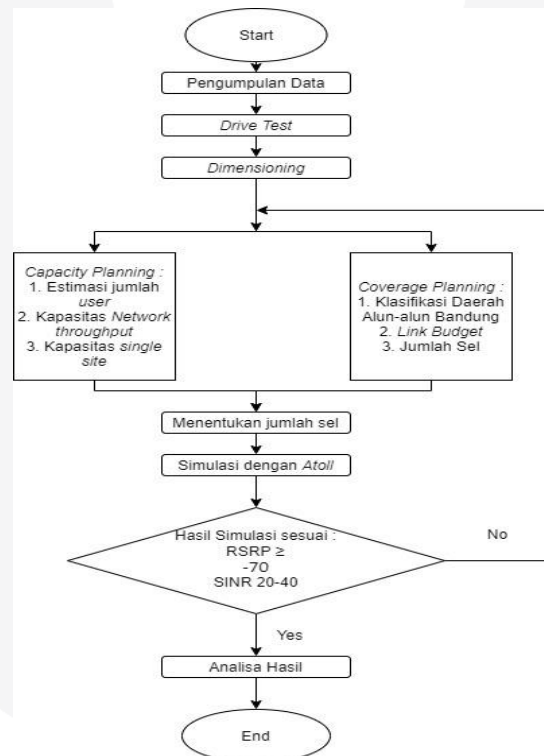 Start
Pengumpulan Data
Drive Test
Dimensioning
Capacity Planning :
1. Estimasi jumlah
user
2. Kapasitas Network
throughput
3. Kapasitas single
site
Coverage Planning :
1. Klasifikasi Daerah
Alun-alun Bandung
2. Link Budget
3. Jumlah Sel
Menentukan jumlah sel
Simulasi dengan Atoll
Hasil Simulasi sesuai :
RSRP ≥
-70
SINR 20-40
No
Yes
Analisa Hasil
End